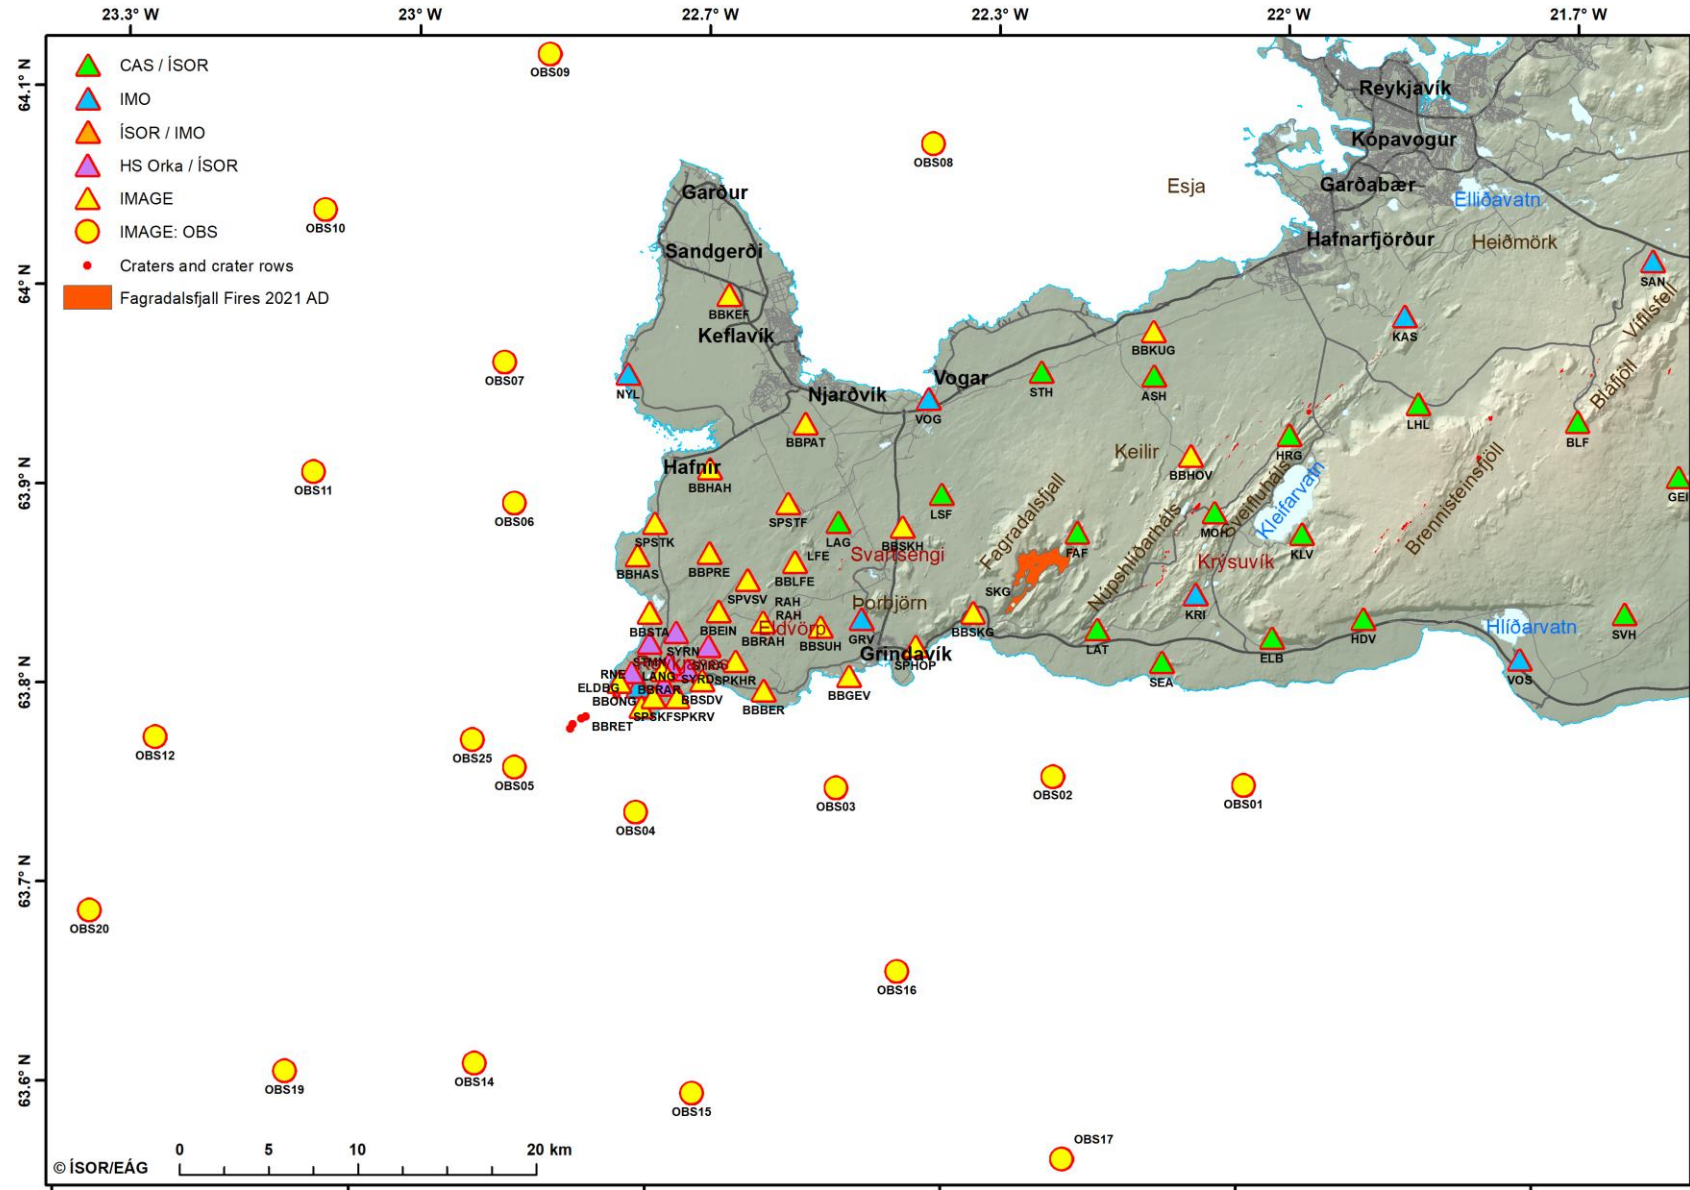 23.3° W
23° W
22.7° W
22.3° W
22° W
21.7° W
64.1° N
64° N
63.9° N
63.8° N
63.7° N
63.6° N
CAS / ÍSOR
IMO
ÍSOR / IMO
HS Orka / ÍSOR
IMAGE
IMAGE: OBS
Craters and crater rows
Fagradalsfjall Fires 2021 AD
OBS09
OBS08
OBS10
OBS07
OBS11
OBS06
OBS12
OBS25
OBS05
OBS04
OBS03
OBS02
OBS01
OBS20
OBS16
OBS19
OBS14
OBS15
OBS17
Reykjavík
Kópavogur
Garðabær
Hafnarfjörður
Esja
Elliðavatn
Heiðmörk
Garður
Sandgerði
BBKEF
Keflavík
NYL
Njarðvík
Vogar
VOG
BBPAT
STH
BBKUG
ASH
KAS
SAN
Vífilsfell
Bláfjöll
LHL
BLF
GEI
Hafnir
BBHAH
SPSTF
LAG
LSF
BBSKH
Svartsengi
Keilir
BBHOV
HRG
Kleifarvatn
Sveifluháls
MOH
KLV
Krýsuvík
Brennisteinsfjöll
Fagradalsfjall
FAF
Núpshlíðarháls
SKG
KRI
SPSTK
BBHAS
BBPRE
LFE
BBLFE
SPVSV
RAH
RAH
Þorbjörn
BBSTA
BBEIN
BBRAH
Eldvörp
BBSUH
GRV
BBSKG
LAT
SEA
ELB
HDV
Hlíðarvatn
VOS
SVH
Grindavík
SPHOP
SYRN
RNE
LANG
SYRD
SPKHR
ELDBG
BBRAR
BBONG
BBSDV
BBBER
BBGEV
BBRET
SPSKF
SPKRV
0 5 10 20 km
© ÍSOR/EÁG